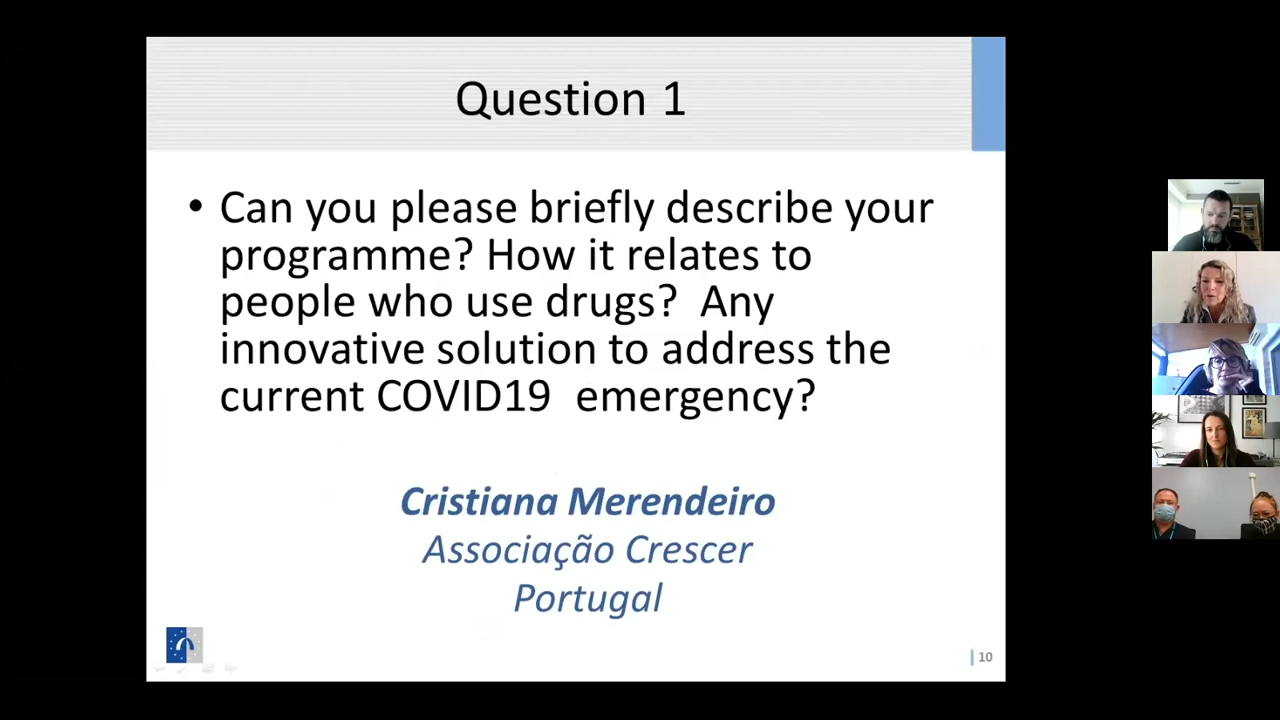 Question 1
• Can you please briefly describe your
programme? How it relates to
people who use drugs?  Any
innovative solution to address the
current COVID19  emergency?
Cristiana Merendeiro
Associação Crescer
Portugal
10